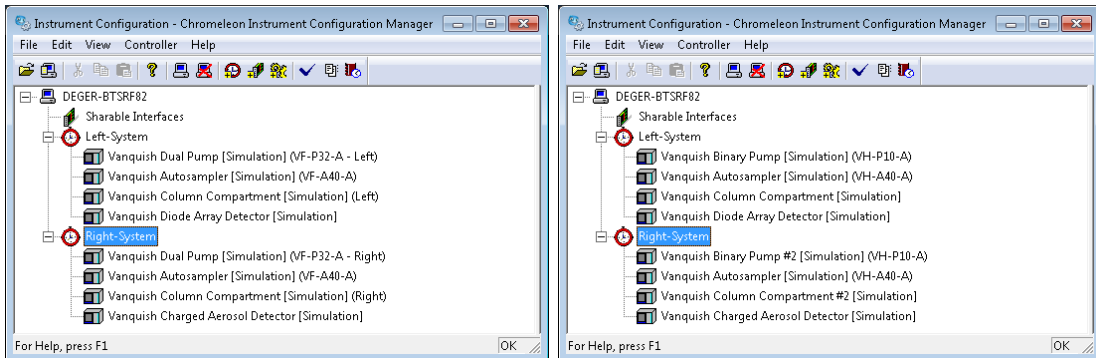 Instrument Configuration - Chromeleon Instrument Configuration Manager
File Edit View Controller Help
DEGER-BTSRF82
Sharable Interfaces
Left-System
Vanquish Dual Pump [Simulation] (VF-P32-A - Left)
Vanquish Autosampler [Simulation] (VF-A40-A)
Vanquish Column Compartment [Simulation] (Left)
Vanquish Diode Array Detector [Simulation]
Right-System
Vanquish Dual Pump [Simulation] (VF-P32-A - Right)
Vanquish Autosampler [Simulation] (VF-A40-A)
Vanquish Column Compartment [Simulation] (Right)
Vanquish Charged Aerosol Detector [Simulation]
For Help, press F1
OK
Instrument Configuration - Chromeleon Instrument Configuration Manager
File Edit View Controller Help
DEGER-BTSRF82
Sharable Interfaces
Left-System
Vanquish Binary Pump [Simulation] (VH-P10-A)
Vanquish Autosampler [Simulation] (VH-A40-A)
Vanquish Column Compartment [Simulation]
Vanquish Diode Array Detector [Simulation]
Right-System
Vanquish Binary Pump #2 [Simulation] (VH-P10-A)
Vanquish Autosampler [Simulation] (VH-A40-A)
Vanquish Column Compartment #2 [Simulation]
Vanquish Charged Aerosol Detector [Simulation]
For Help, press F1
OK